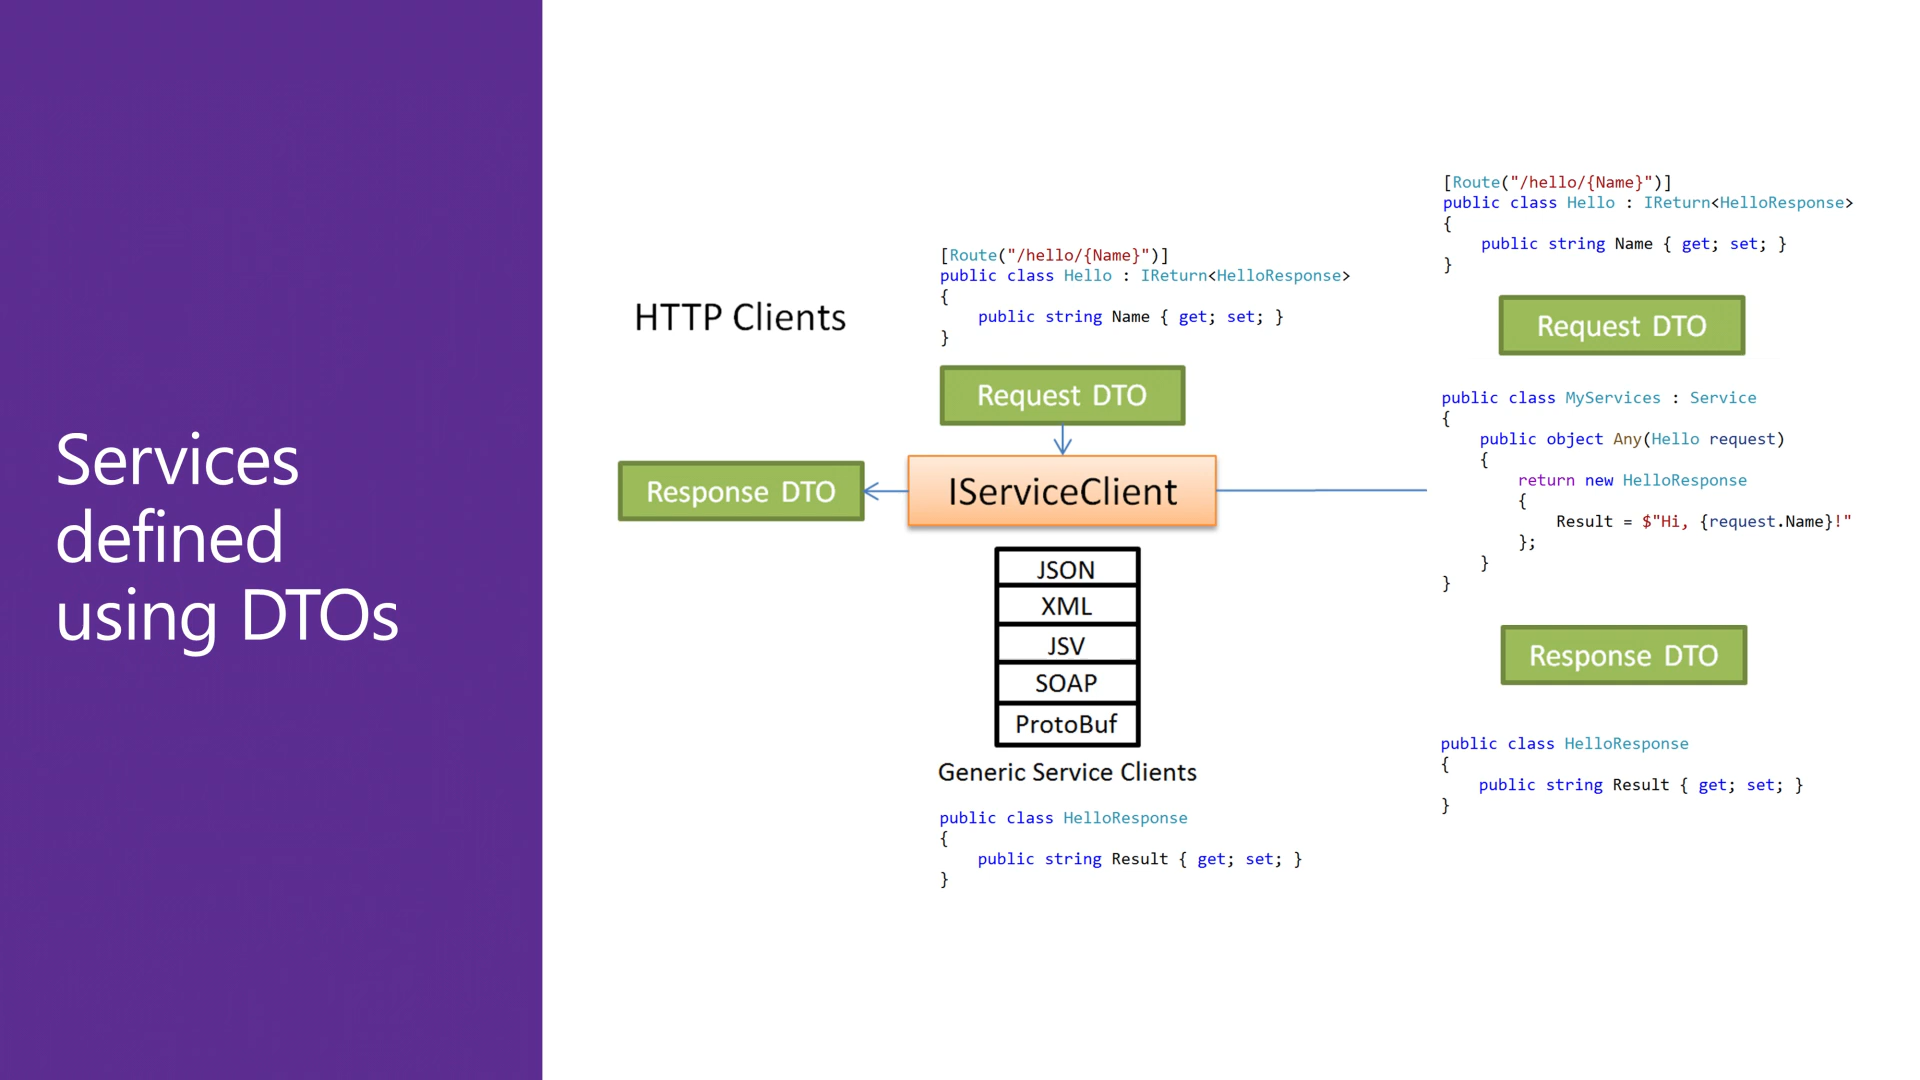 Services
defined
using DTOs
HTTP Clients
[Route("/hello/{Name}")]
public class Hello : IReturn<HelloResponse>
{
    public string Name { get; set; }
}
Request DTO
Response DTO
IServiceClient
JSON
XML
JSV
SOAP
ProtoBuf
Generic Service Clients
public class HelloResponse
{
    public string Result { get; set; }
}
[Route("/hello/{Name}")]
public class Hello : IReturn<HelloResponse>
{
    public string Name { get; set; }
}
Request DTO
public class MyServices : Service
{
    public object Any(Hello request)
    {
        return new HelloResponse
        {
            Result = $"Hi, {request.Name}!"
        };
    }
}
Response DTO
public class HelloResponse
{
    public string Result { get; set; }
}